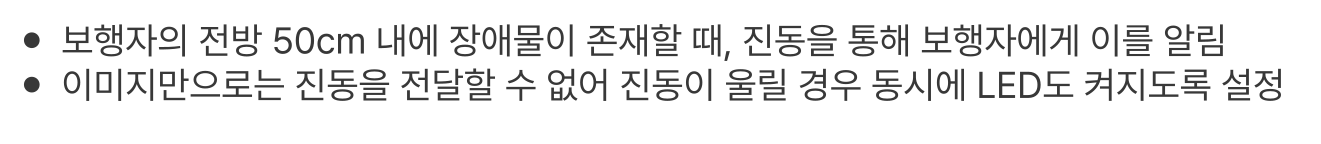 • 보행자의 전방 50cm 내에 장애물이 존재할 때, 진동을 통해 보행자에게 이를 알림
• 이미지만으로는 진동을 전달할 수 없어 진동이 울릴 경우 동시에 LED도 켜지도록 설정